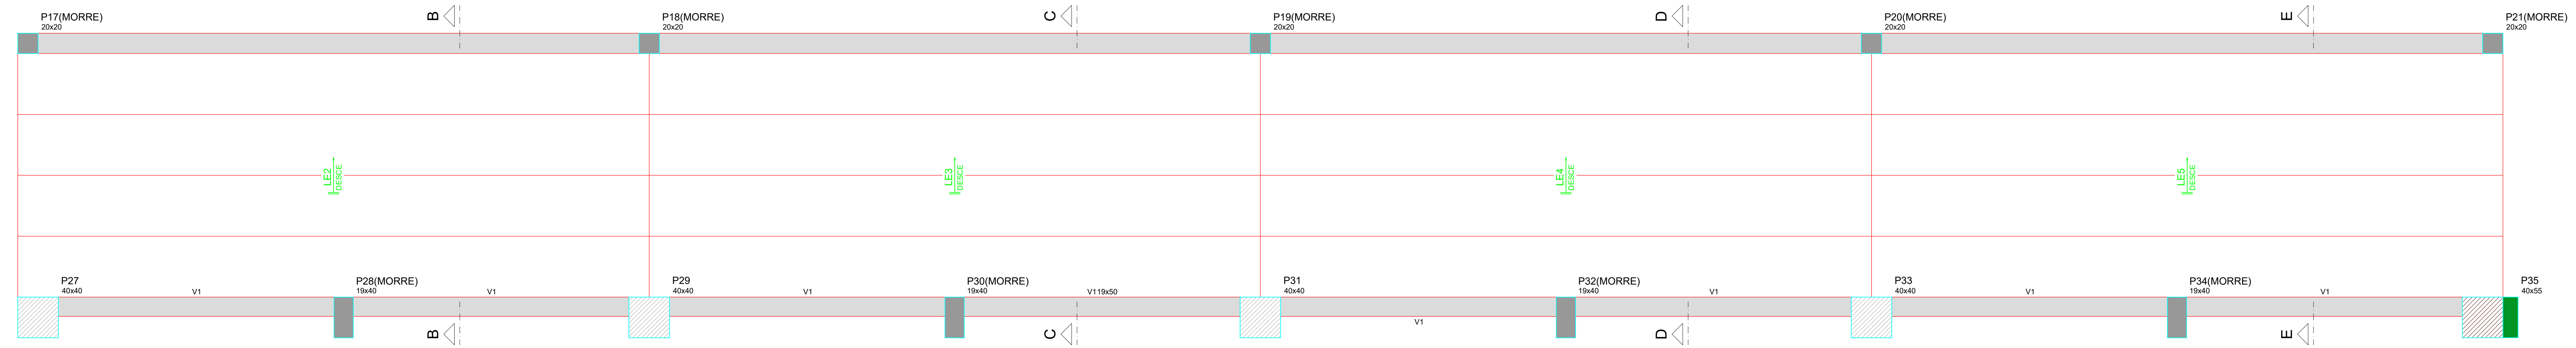 P17(MORRE)
20x20
B
P18(MORRE)
20x20
C
P19(MORRE)
20x20
D
P20(MORRE)
20x20
E
P21(MORRE)
20x20
LE2
DESCE
LE3
DESCE
LE4
DESCE
LE5
DESCE
P27
40x40
V1
P28(MORRE)
19x40
V1
P29
40x40
V1
P30(MORRE)
19x40
V119x50
P31
40x40
V1
P32(MORRE)
19x40
V1
P33
40x40
V1
P34(MORRE)
19x40
V1
P35
40x55
B
C
D
E